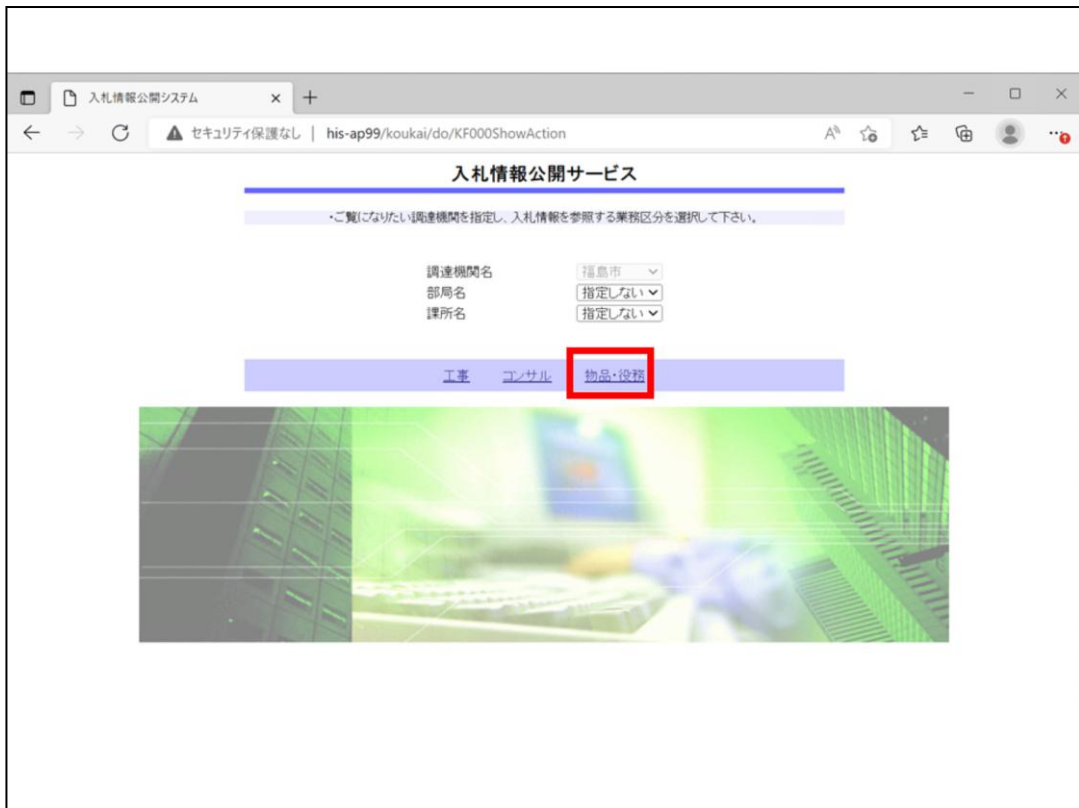 入札情報公開システム
セキュリティ保護なし | his-ap99/koukai/do/KF000ShowAction
入札情報公開サービス
・ご覧になりたい調達機関を指定し、入札情報を参照する業務区分を選択して下さい。
調達機関名 福島市
部局名 指定しない
課所名 指定しない
工事 コンサル 物品・役務